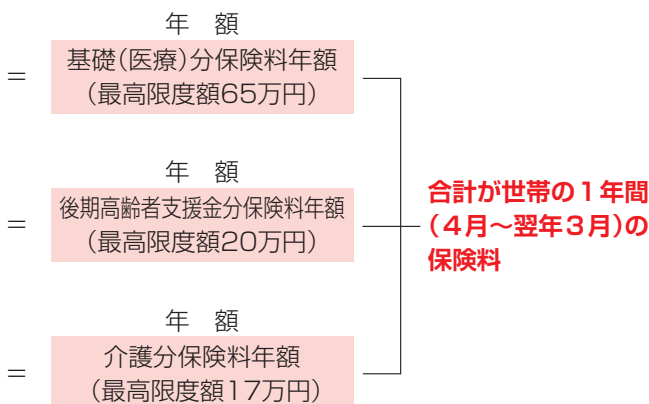 年　額
＝
基礎（医療）分保険料年額
（最高限度額65万円）
年　額
＝
後期高齢者支援金分保険料年額
（最高限度額20万円）
年　額
＝
介護分保険料年額
（最高限度額17万円）
合計が世帯の１年間
（４月～翌年３月）の
保険料